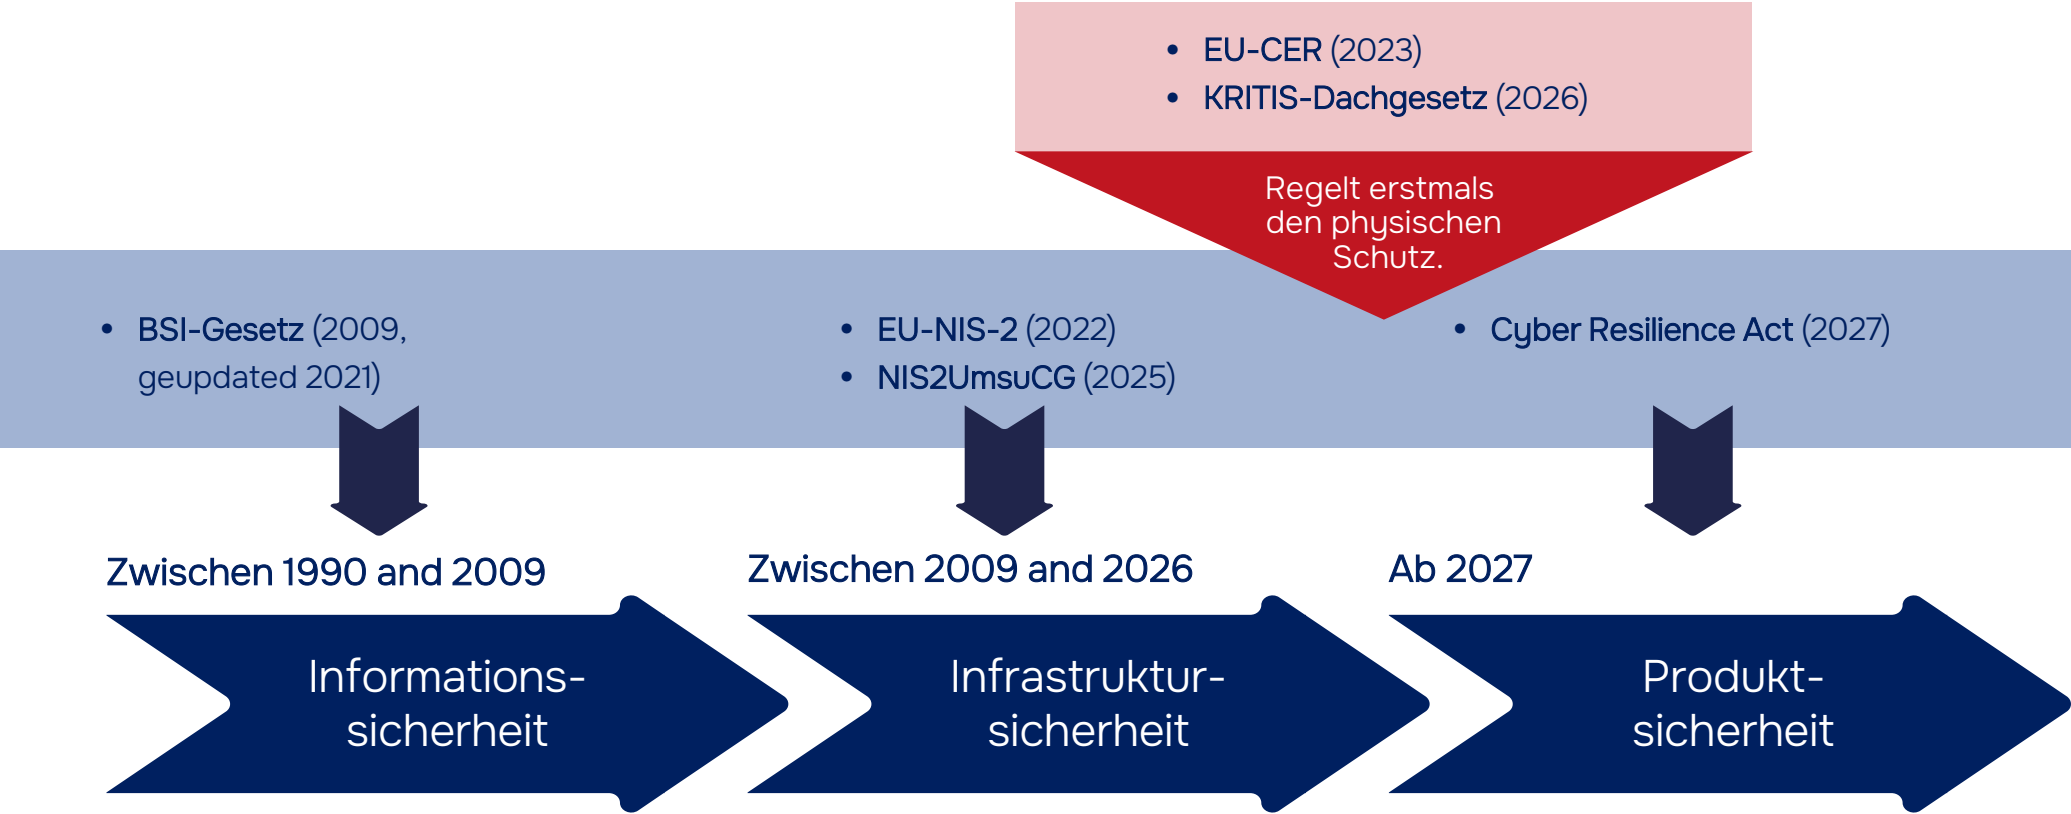 • EU-CER (2023)
• KRITIS-Dachgesetz (2026)
Regelt erstmals
den physischen
Schutz.
• BSI-Gesetz (2009,
geupdated 2021)
• EU-NIS-2 (2022)
• NIS2UmsuCG (2025)
• Cyber Resilience Act (2027)
Zwischen 1990 and 2009
Informations-
sicherheit
Zwischen 2009 and 2026
Infrastruktur-
sicherheit
Ab 2027
Produkt-
sicherheit